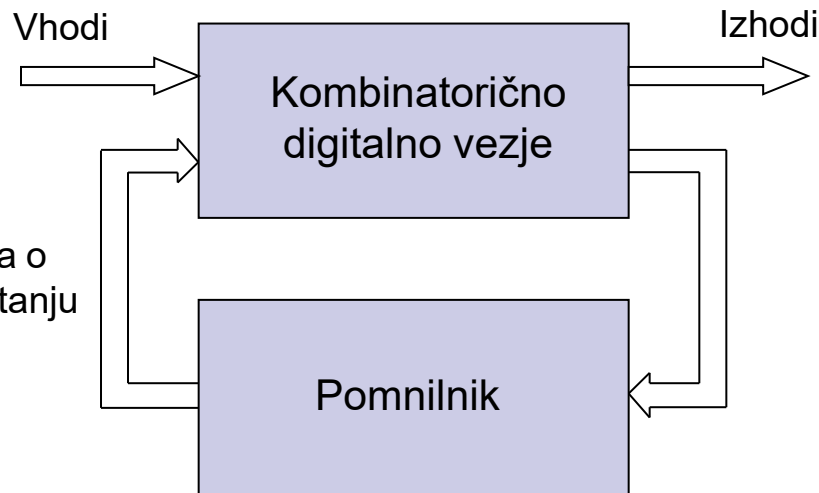 Vhodi
Izhodi
Kombinatorično
digitalno vezje
a o
tanju
Pomnilnik